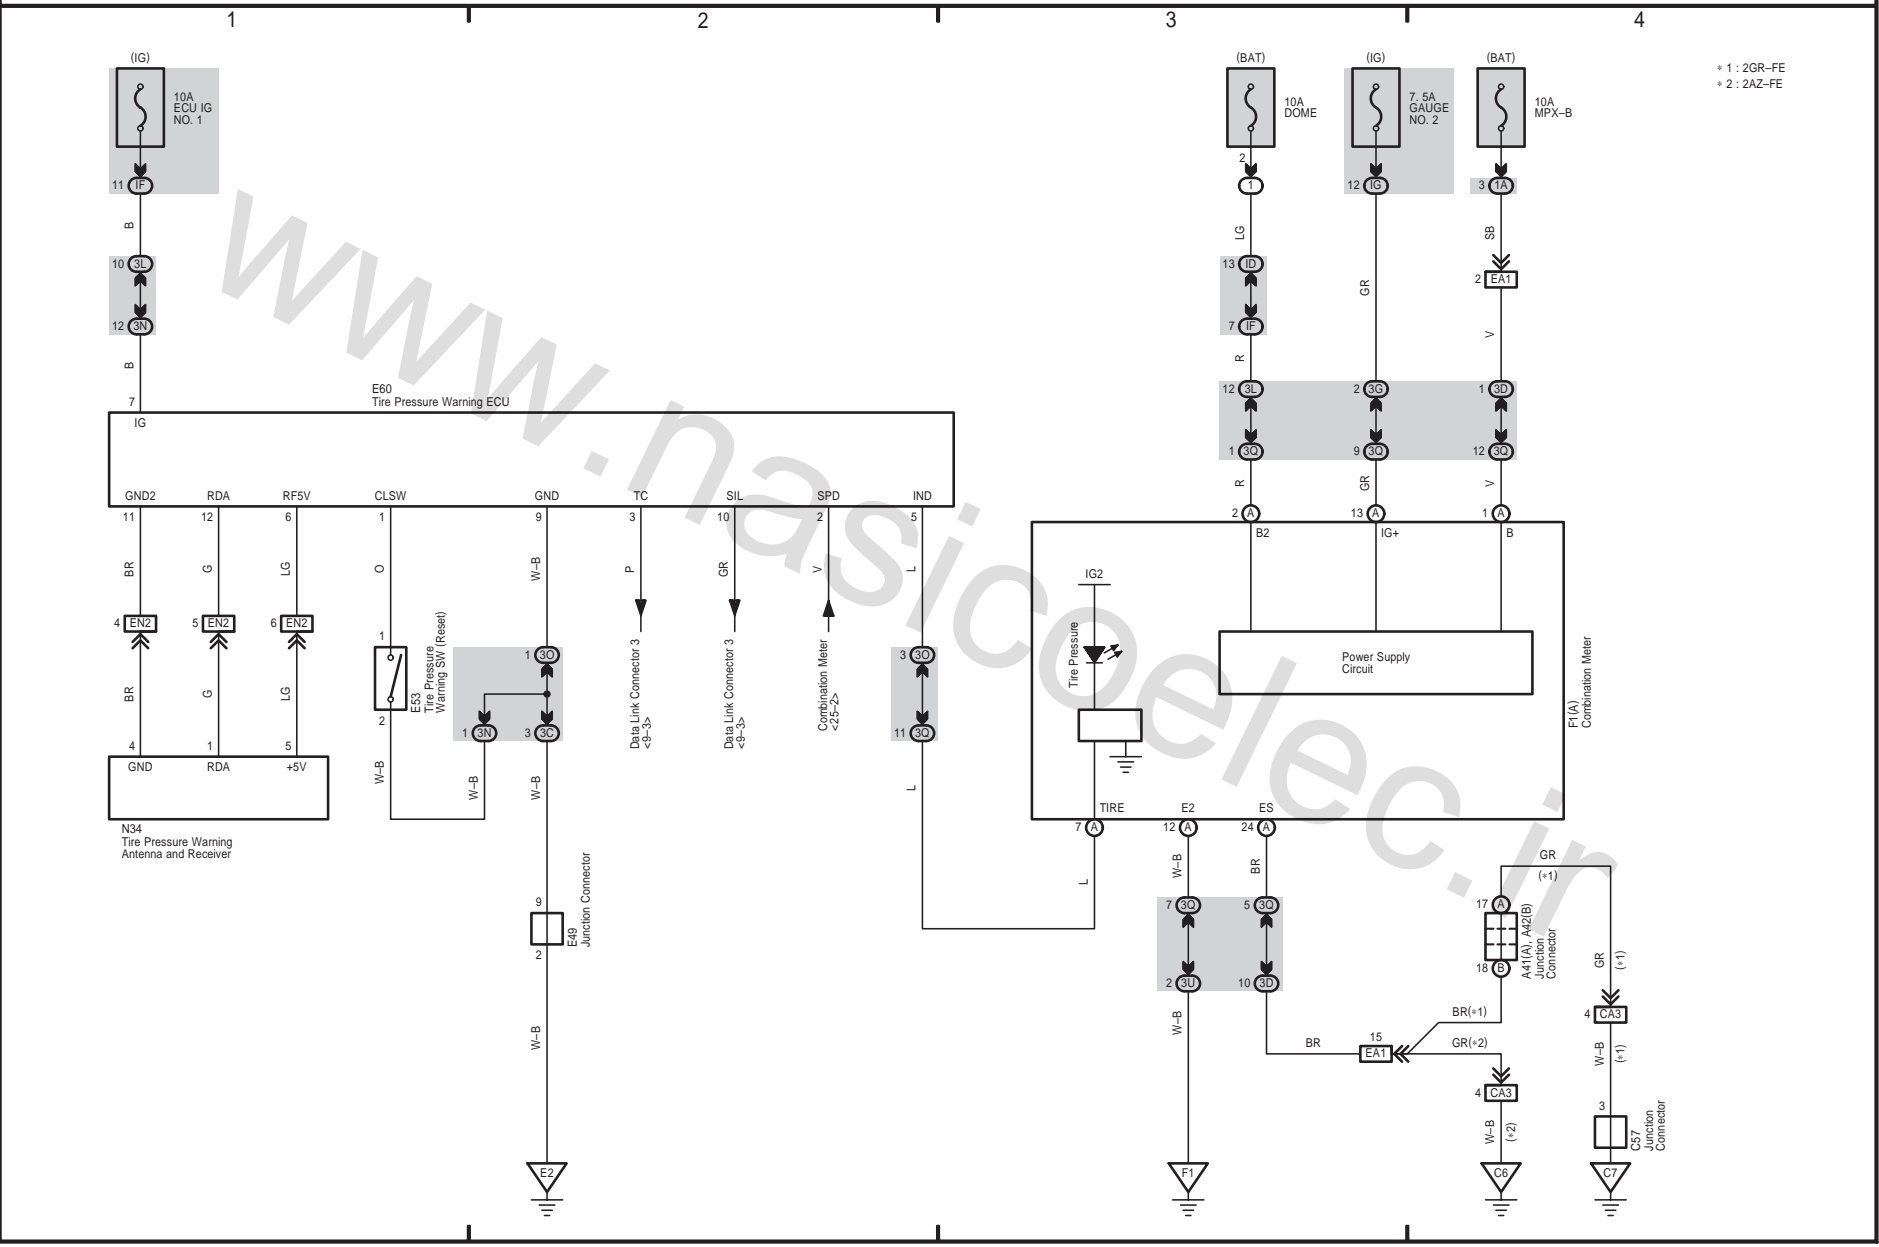 1
2
3
4
(IG)
10A
ECU IG
NO. 1
11 IF
B
10 3L
12 3N
B
7
E60
Tire Pressure Warning ECU
IG
GND2
RDA
RF5V
CLSW
GND
TC
SIL
SPD
IND
11
12
6
1
9
3
10
2
5
BR
G
LG
O
W–B
P
GR
V
L
4 EN2
5 EN2
6 EN2
BR
G
LG
4
1
5
GND
RDA
+5V
N34
Tire Pressure Warning
Antenna and Receiver
1
2
E53
Tire Pressure
Warning SW (Reset)
W–B
1 3O
1 3N
3 3C
W–B
W–B
Data Link Connector 3
<9–3>
Data Link Connector 3
<9–3>
Combination Meter
<25–2>
3 3O
11 3Q
L
9
E49
Junction Connector
2
W–B
E2
(BAT)
10A
DOME
2
1
LG
13 ID
7 IF
R
12 3L
1 3Q
R
2 A
(IG)
7. 5A
GAUGE
NO. 2
12 IG
GR
2 3G
9 3Q
GR
13 A
(BAT)
10A
MPX–B
3 1A
SB
2 EA1
V
1 3D
12 3Q
V
1 A
∗ 1 : 2GR–FE
∗ 2 : 2AZ–FE
B2
IG+
B
IG2
Tire Pressure
Power Supply
Circuit
F1(A)
Combination Meter
TIRE
E2
ES
7 A
12 A
24 A
L
W–B
BR
7 3Q
5 3Q
2 3U
10 3D
W–B
F1
BR
15
EA1
BR(∗1)
GR(∗2)
GR
(∗1)
17 A
18 B
A41(A), A42(B)
Junction
Connector
GR
(∗1)
4 CA3
W–B
(∗1)
4 CA3
W–B
(∗2)
3
C57
Junction
Connector
C6
C7
www.nasicoelec.ir